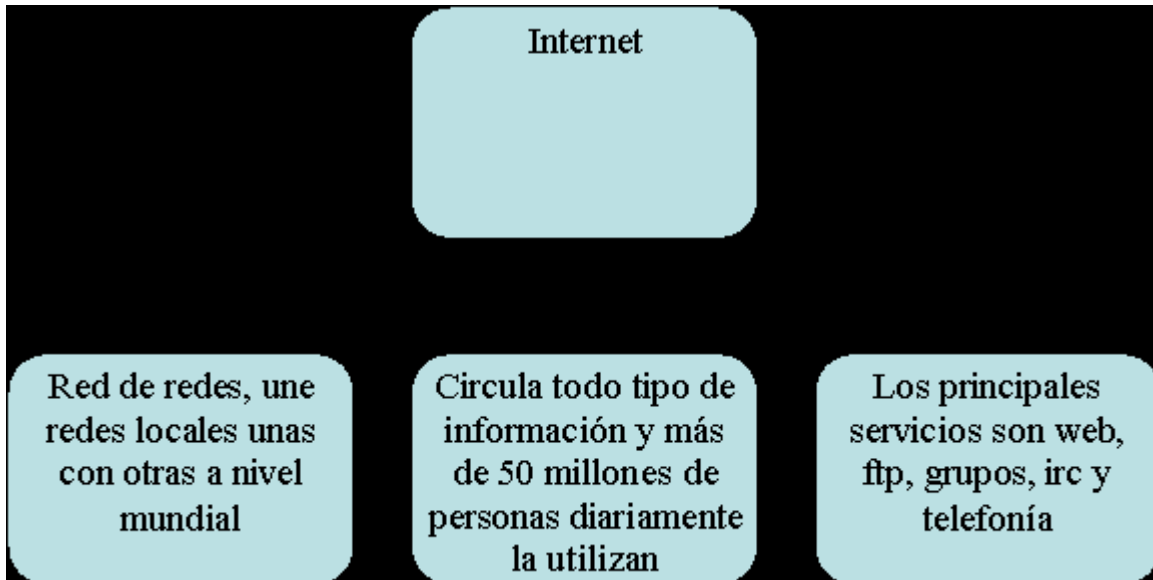 Internet
Red de redes, une
redes locales unas
con otras a nivel
mundial
Circula todo tipo de
información y más
de 50 millones de
personas diariamente
la utilizan
Los principales
servicios son web,
ftp, grupos, irc y
telefonía